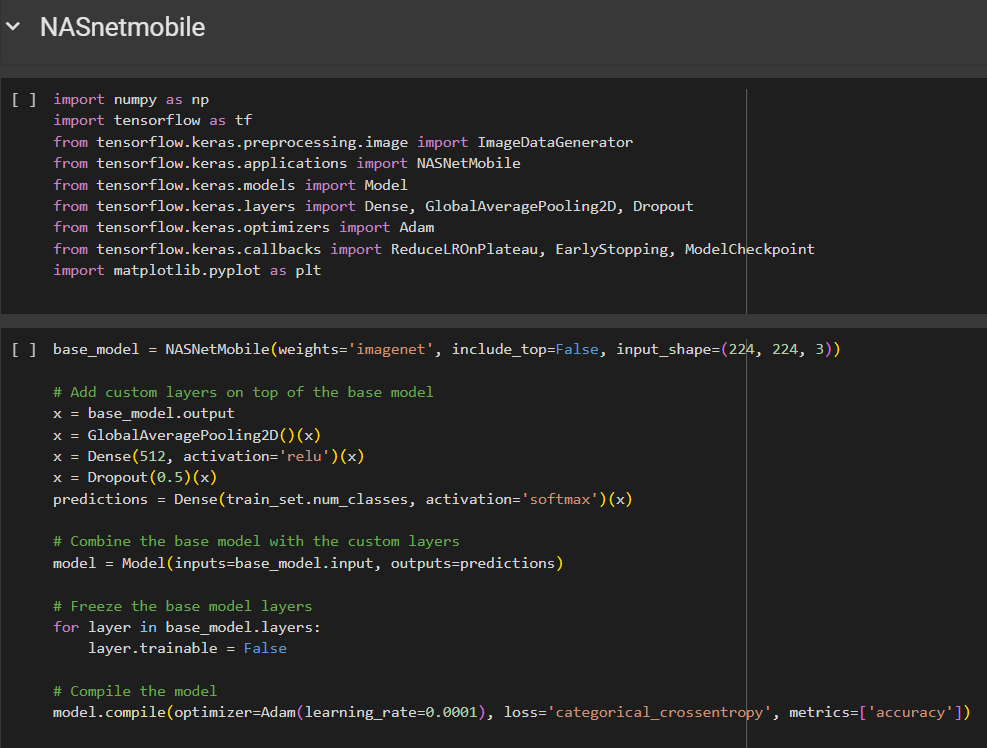 NASnetmobile
[ ] import numpy as np
import tensorflow as tf
from tensorflow.keras.preprocessing.image import ImageDataGenerator
from tensorflow.keras.applications import NASNetMobile
from tensorflow.keras.models import Model
from tensorflow.keras.layers import Dense, GlobalAveragePooling2D, Dropout
from tensorflow.keras.optimizers import Adam
from tensorflow.keras.callbacks import ReduceLROnPlateau, EarlyStopping, ModelCheckpoint
import matplotlib.pyplot as plt
[ ] base_model = NASNetMobile(weights='imagenet', include_top=False, input_shape=(224, 224, 3))
# Add custom layers on top of the base model
x = base_model.output
x = GlobalAveragePooling2D()(x)
x = Dense(512, activation='relu')(x)
x = Dropout(0.5)(x)
predictions = Dense(train_set.num_classes, activation='softmax')(x)
# Combine the base model with the custom layers
model = Model(inputs=base_model.input, outputs=predictions)
# Freeze the base model layers
for layer in base_model.layers:
    layer.trainable = False
# Compile the model
model.compile(optimizer=Adam(learning_rate=0.0001), loss='categorical_crossentropy', metrics=['accuracy'])